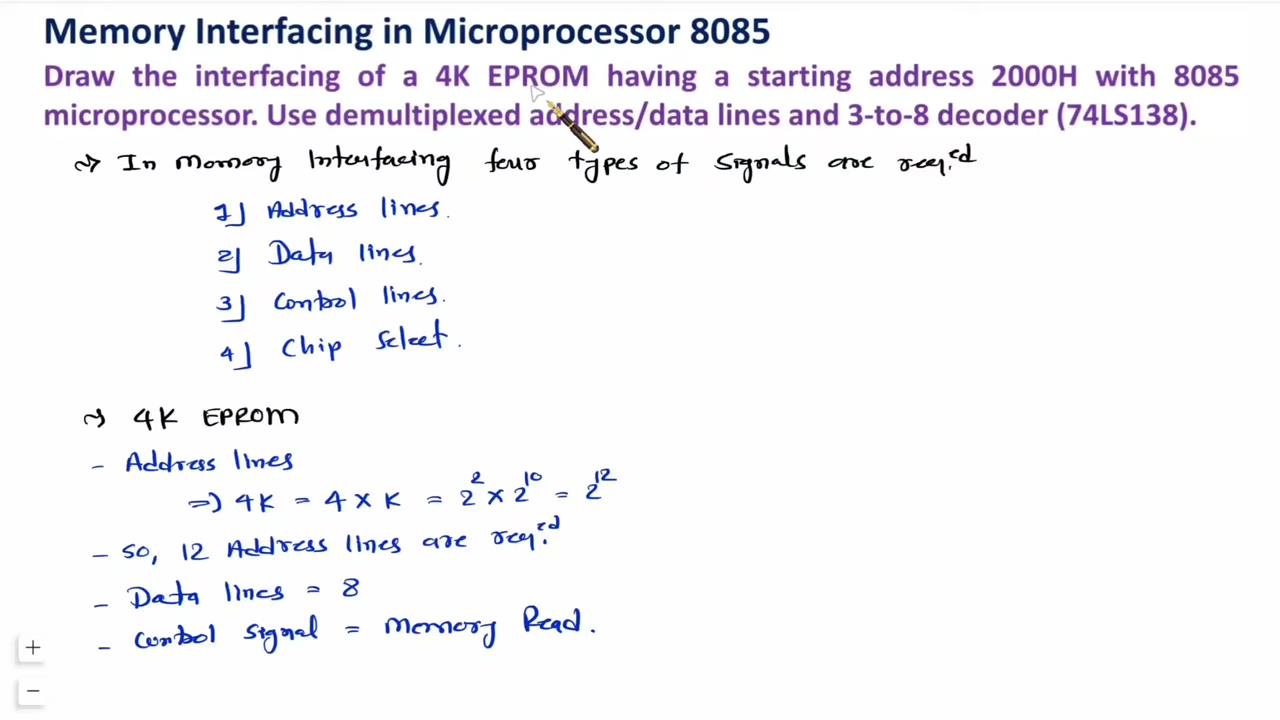 Memory Interfacing in Microprocessor 8085
Draw the interfacing of a 4K EPROM having a starting address 2000H with 8085
microprocessor. Use demultiplexed address/data lines and 3-to-8 decoder (74LS138).
~> In Memory Interfacing four types of signals are req.ed
1] Address lines.
2] Data lines.
3] Control lines.
4] Chip Select.
~> 4K EPROM
- Address lines
=> 4K = 4 x K = 2² x 2¹⁰ = 2¹²
- So, 12 Address lines are req.ed
- Data lines = 8
- Control signal = Memory Read.
+
−